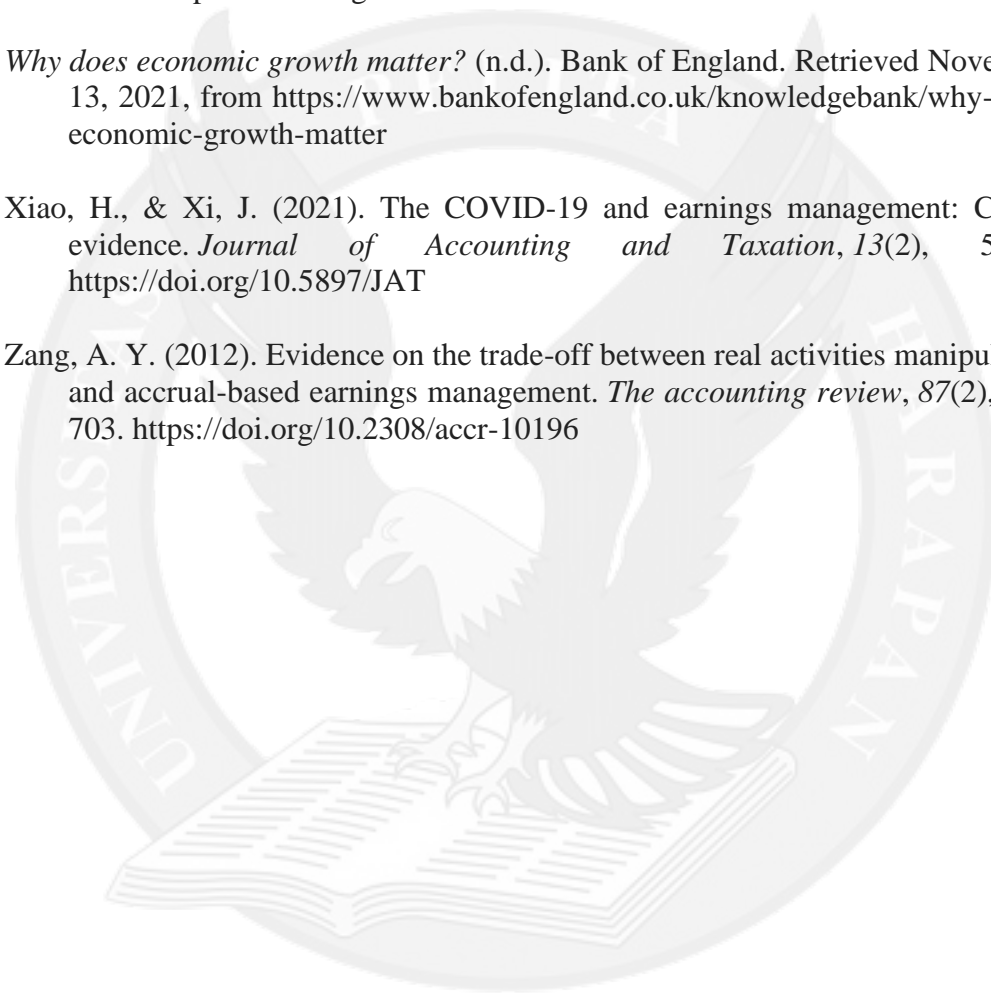 Why does economic growth matter? (n.d.). Bank of England. Retrieved Nove
13, 2021, from https://www.bankofengland.co.uk/knowledgebank/why-
economic-growth-matter
Xiao, H., & Xi, J. (2021). The COVID-19 and earnings management: C
evidence. Journal of Accounting and Taxation, 13(2), 5
https://doi.org/10.5897/JAT
Zang, A. Y. (2012). Evidence on the trade-off between real activities manipul
and accrual-based earnings management. The accounting review, 87(2),
703. https://doi.org/10.2308/accr-10196
UNIVERSITAS PELITA HARAPAN